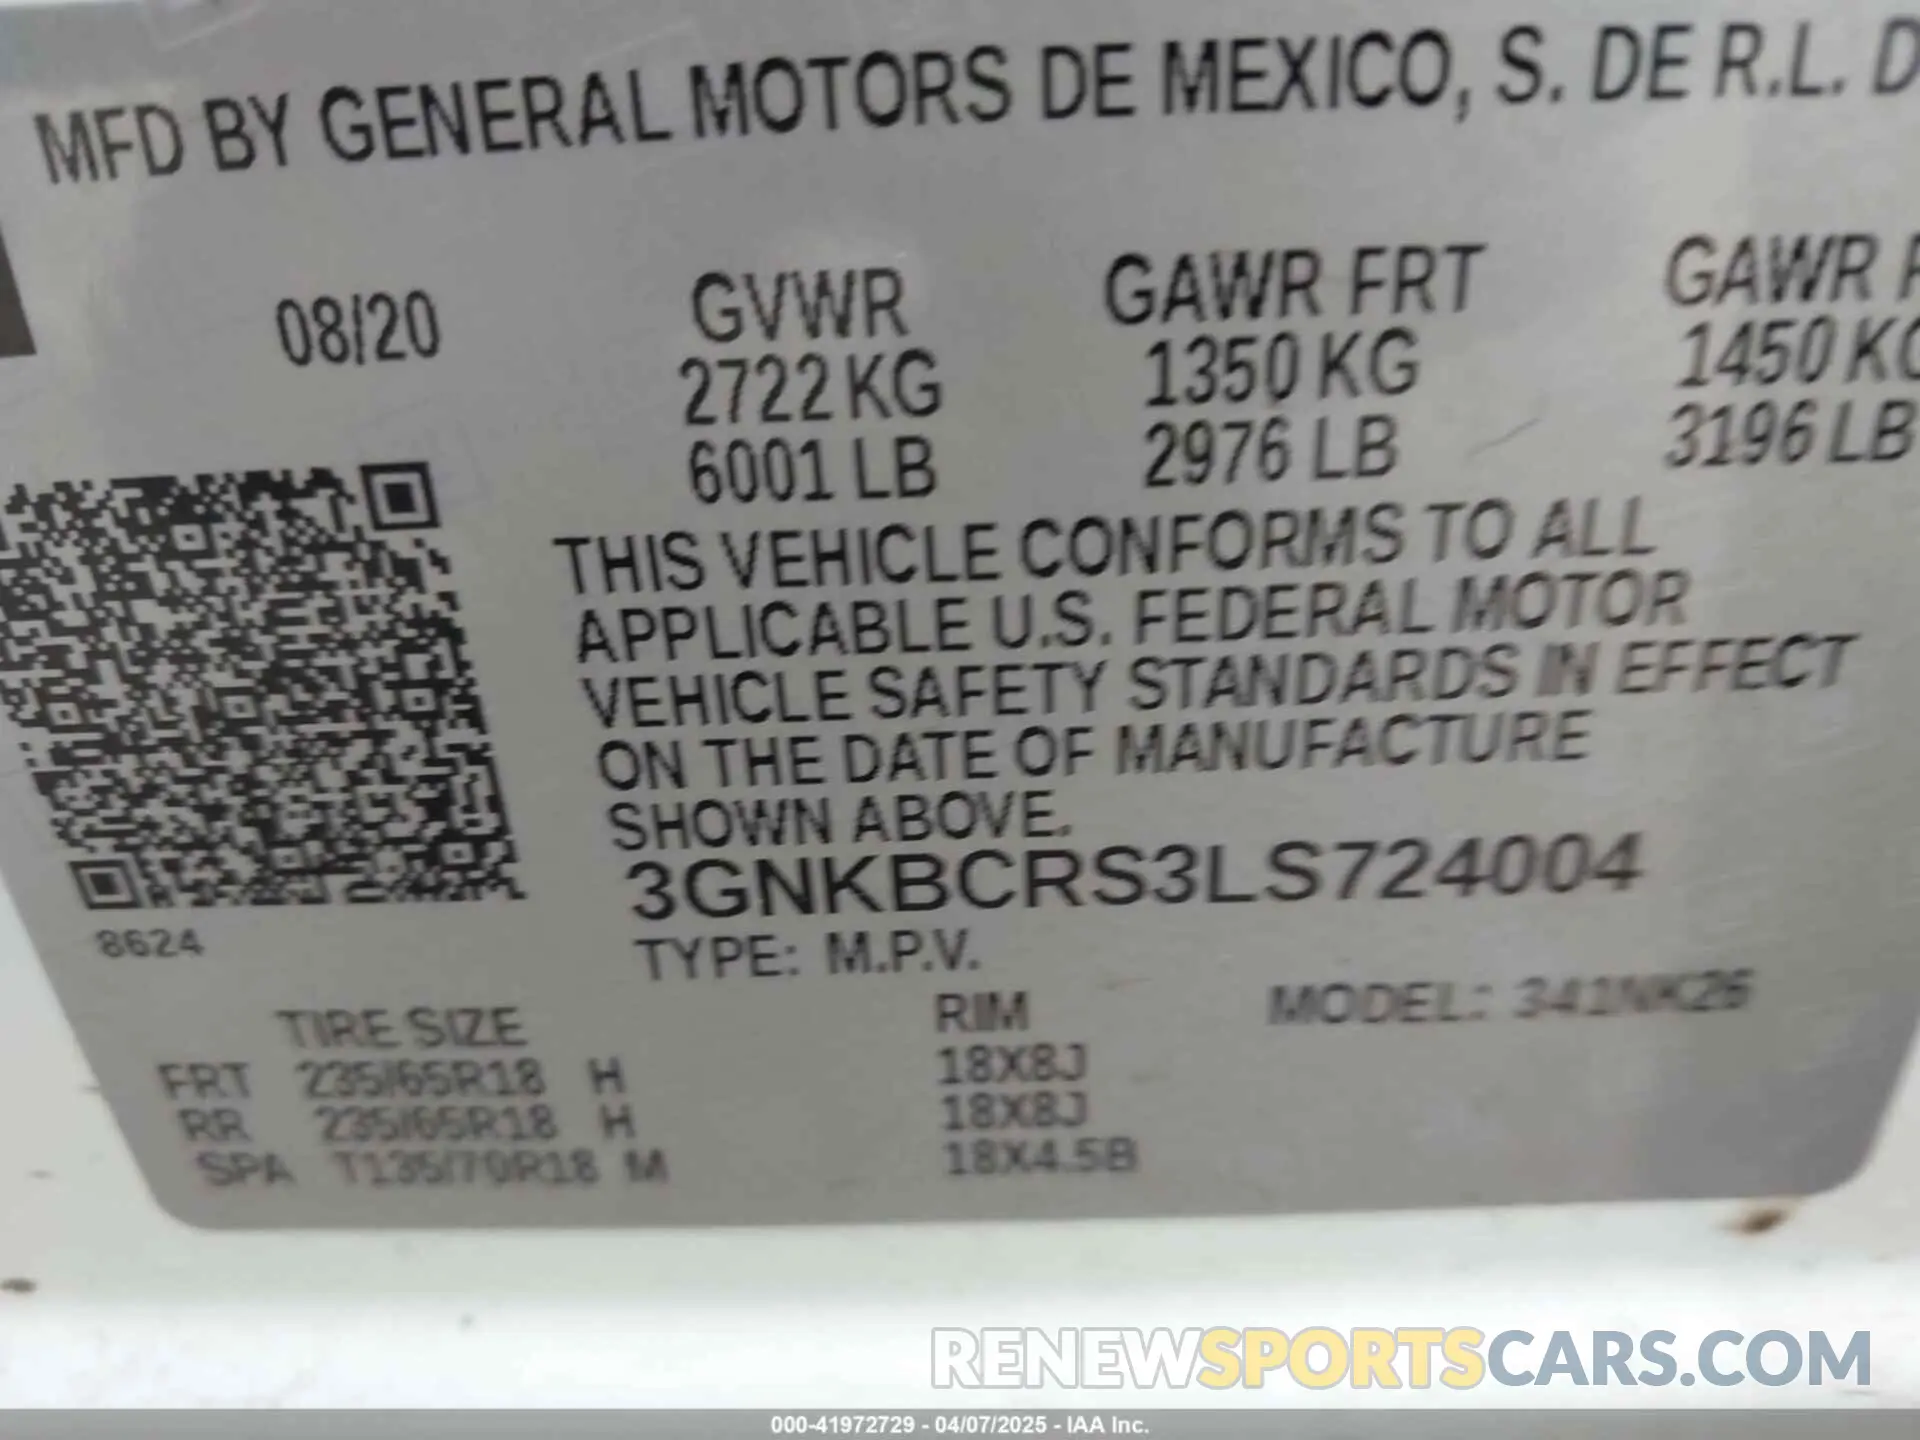 MFD BY GENERAL MOTORS DE MEXICO, S. DE R.L. D
08/20 GVWR GAWR FRT GAWR
2722 KG 1350 KG 1450 KG
6001 LB 2976 LB 3196 LB
THIS VEHICLE CONFORMS TO ALL
APPLICABLE U.S. FEDERAL MOTOR
VEHICLE SAFETY STANDARDS IN EFFECT
ON THE DATE OF MANUFACTURE
SHOWN ABOVE.
3GNKBCRS3LS724004
8624
TYPE: M.P.V.
TIRE SIZE RIM MODEL: 341NK26
FRT 235/65R18 H 18X8J
RR 235/65R18 H 18X8J
SPA T135/70R18 M 18X4.5B
RENEWSPORTSCARS.COM
000-41972729 - 04/07/2025 - IAA Inc.